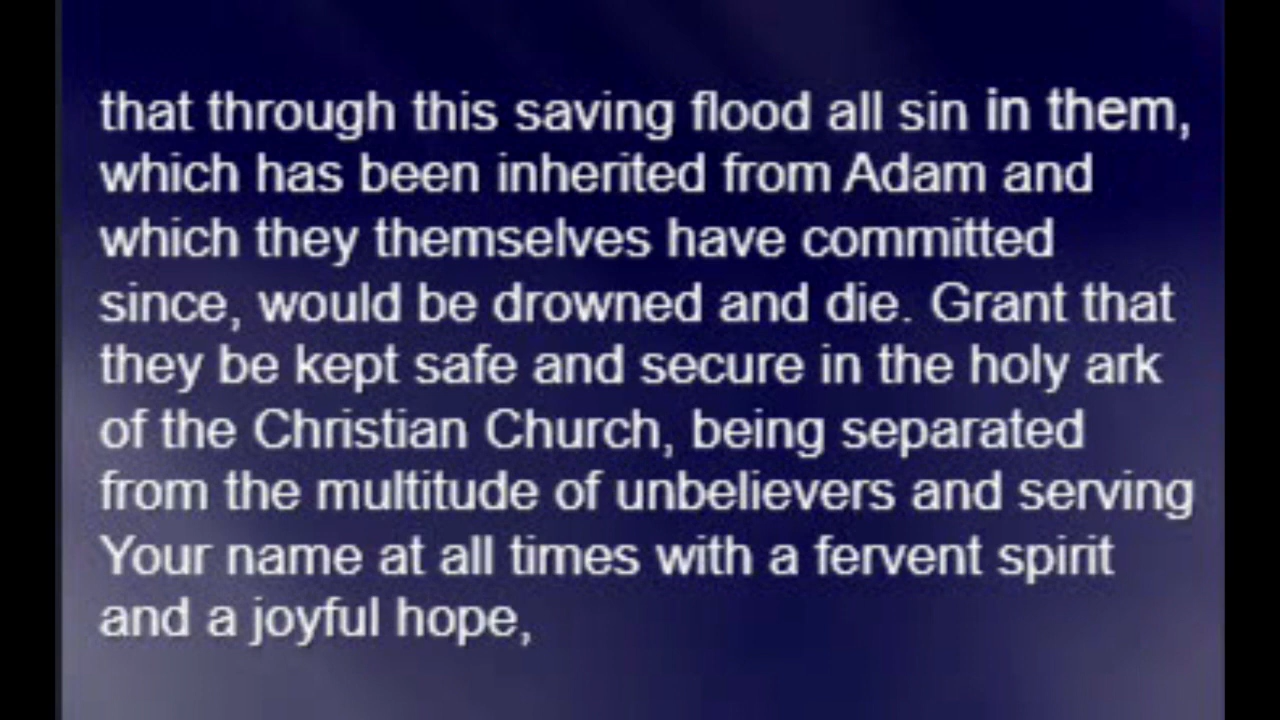 that through this saving flood all sin in them,
which has been inherited from Adam and
which they themselves have committed
since, would be drowned and die. Grant that
they be kept safe and secure in the holy ark
of the Christian Church, being separated
from the multitude of unbelievers and serving
Your name at all times with a fervent spirit
and a joyful hope,